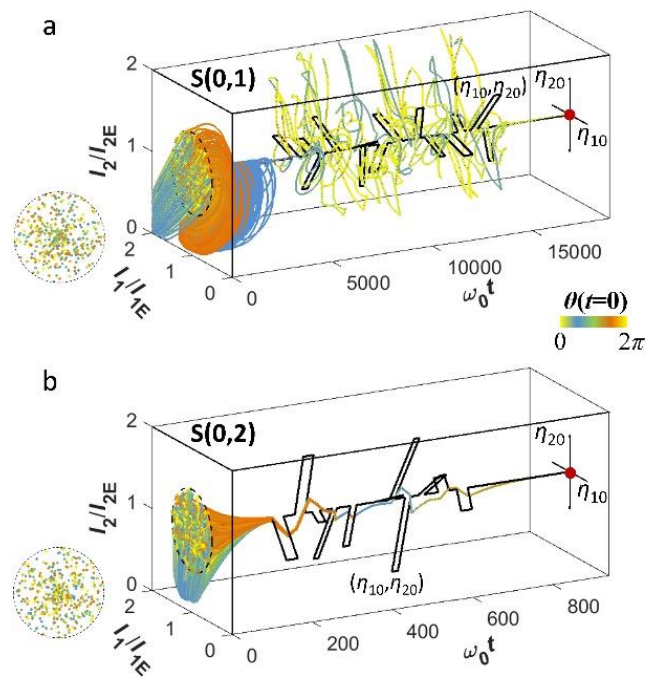 a
S(0,1)
2
1
0
I₂/I₂E
2
1
0
I₁/I₁E
0
5000
10000
15000
ω₀t
(η₁₀,η₂₀)
η₂₀
η₁₀
θ(t=0)
0 2π
b
S(0,2)
2
1
0
I₂/I₂E
2
1
0
I₁/I₁E
0
200
400
600
800
ω₀t
(η₁₀,η₂₀)
η₂₀
η₁₀